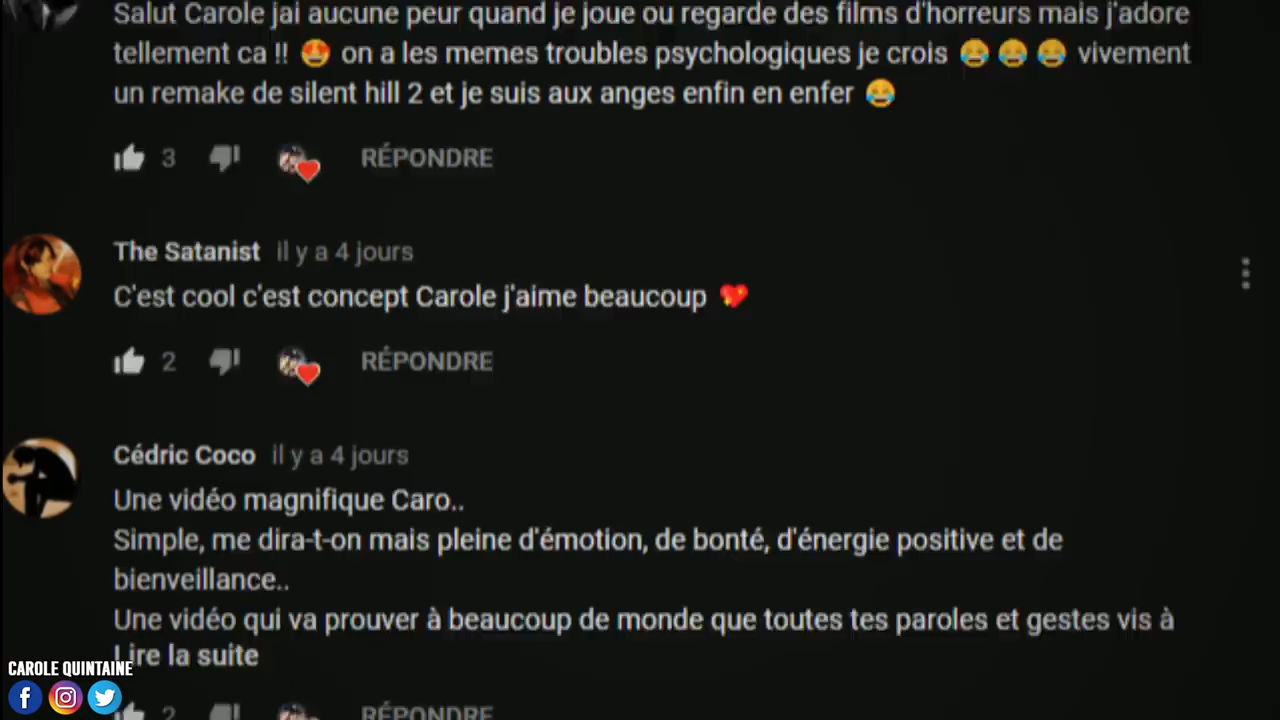 Salut Carole jai aucune peur quand je joue ou regarde des films d'horreurs mais j'adore
tellement ca !! 🤩 on a les memes troubles psychologiques je crois 😂 😂 😂 vivement
un remake de silent hill 2 et je suis aux anges enfin en enfer 😂
3 RÉPONDRE
The Satanist il y a 4 jours
C'est cool c'est concept Carole j'aime beaucoup 💖
2 RÉPONDRE
Cédric Coco il y a 4 jours
Une vidéo magnifique Caro..
Simple, me dira-t-on mais pleine d'émotion, de bonté, d'énergie positive et de
bienveillance..
Une vidéo qui va prouver à beaucoup de monde que toutes tes paroles et gestes vis à
Lire la suite
CAROLE QUINTAINE
2 RÉPONDRE